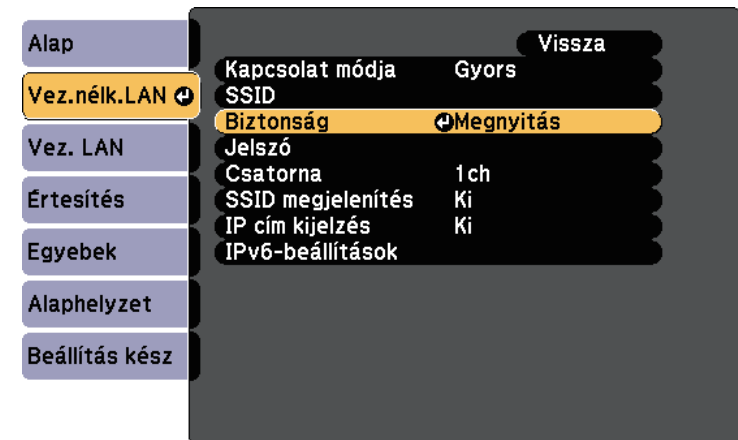 Alap
Vez.nélk.LAN
Vez. LAN
Értesítés
Egyebek
Alaphelyzet
Beállítás kész
Vissza
Kapcsolat módja Gyors
SSID
Biztonság Megnyitás
Jelszó
Csatorna 1ch
SSID megjelenítés Ki
IP cím kijelzés Ki
IPv6-beállítások